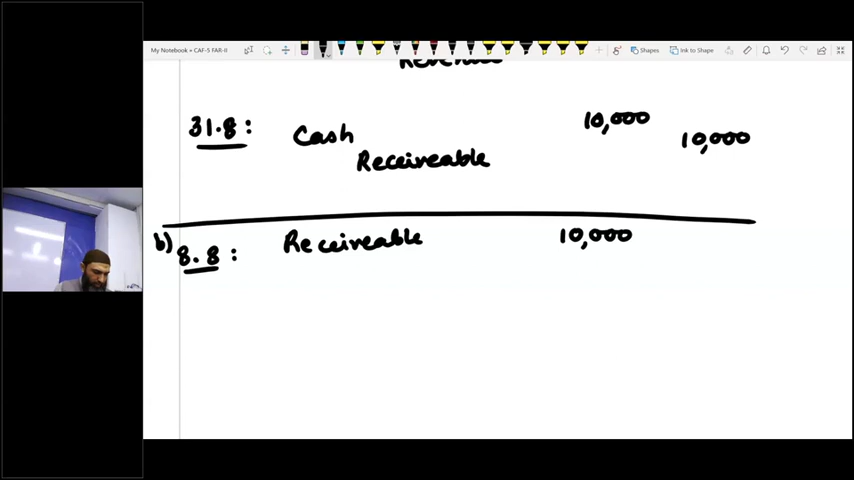 My Notebook » CAF-5 FAR-II
Shapes
Ink to Shape
Revenue
31.8: Cash 10,000
Receiveable 10,000
b) 8.8: Receiveable 10,000